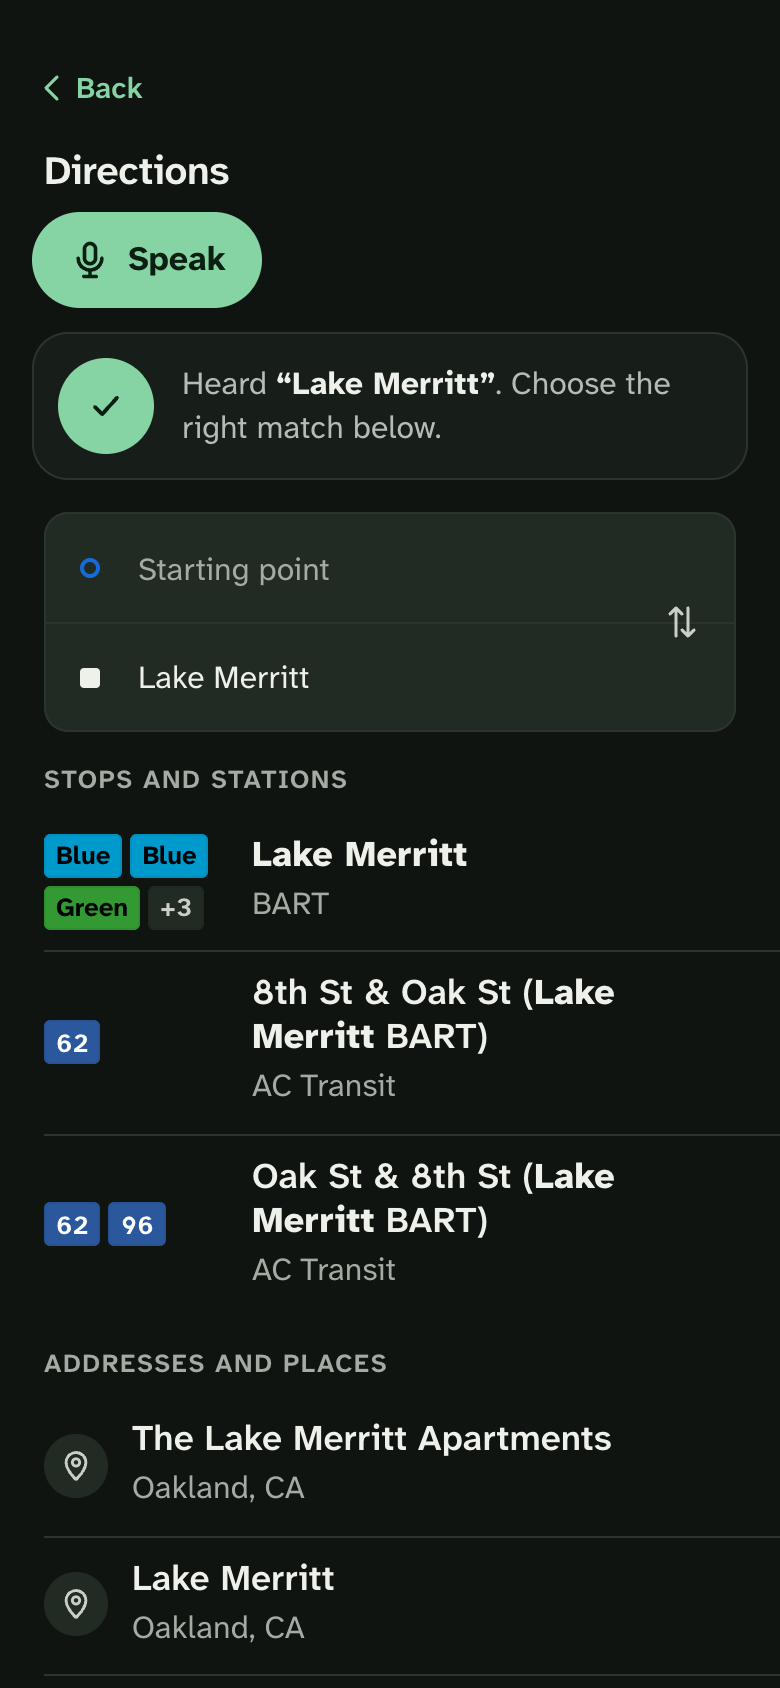 Back
Directions
Speak
Heard “Lake Merritt”. Choose the
right match below.
Starting point
Lake Merritt
STOPS AND STATIONS
Blue Blue
Green +3
Lake Merritt
BART
62
8th St & Oak St (Lake
Merritt BART)
AC Transit
62 96
Oak St & 8th St (Lake
Merritt BART)
AC Transit
ADDRESSES AND PLACES
The Lake Merritt Apartments
Oakland, CA
Lake Merritt
Oakland, CA